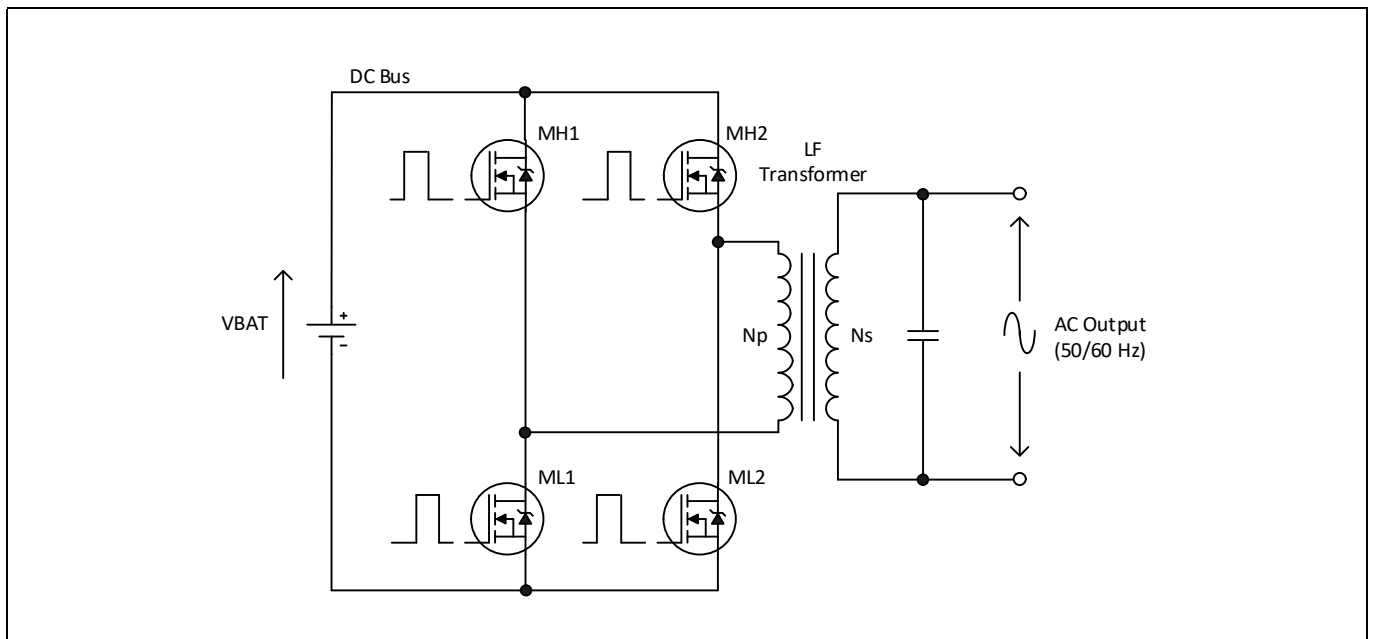 DC Bus
MH1
MH2
LF
Transformer
VBAT
+
-
Np
Ns
AC Output
(50/60 Hz)
ML1
ML2